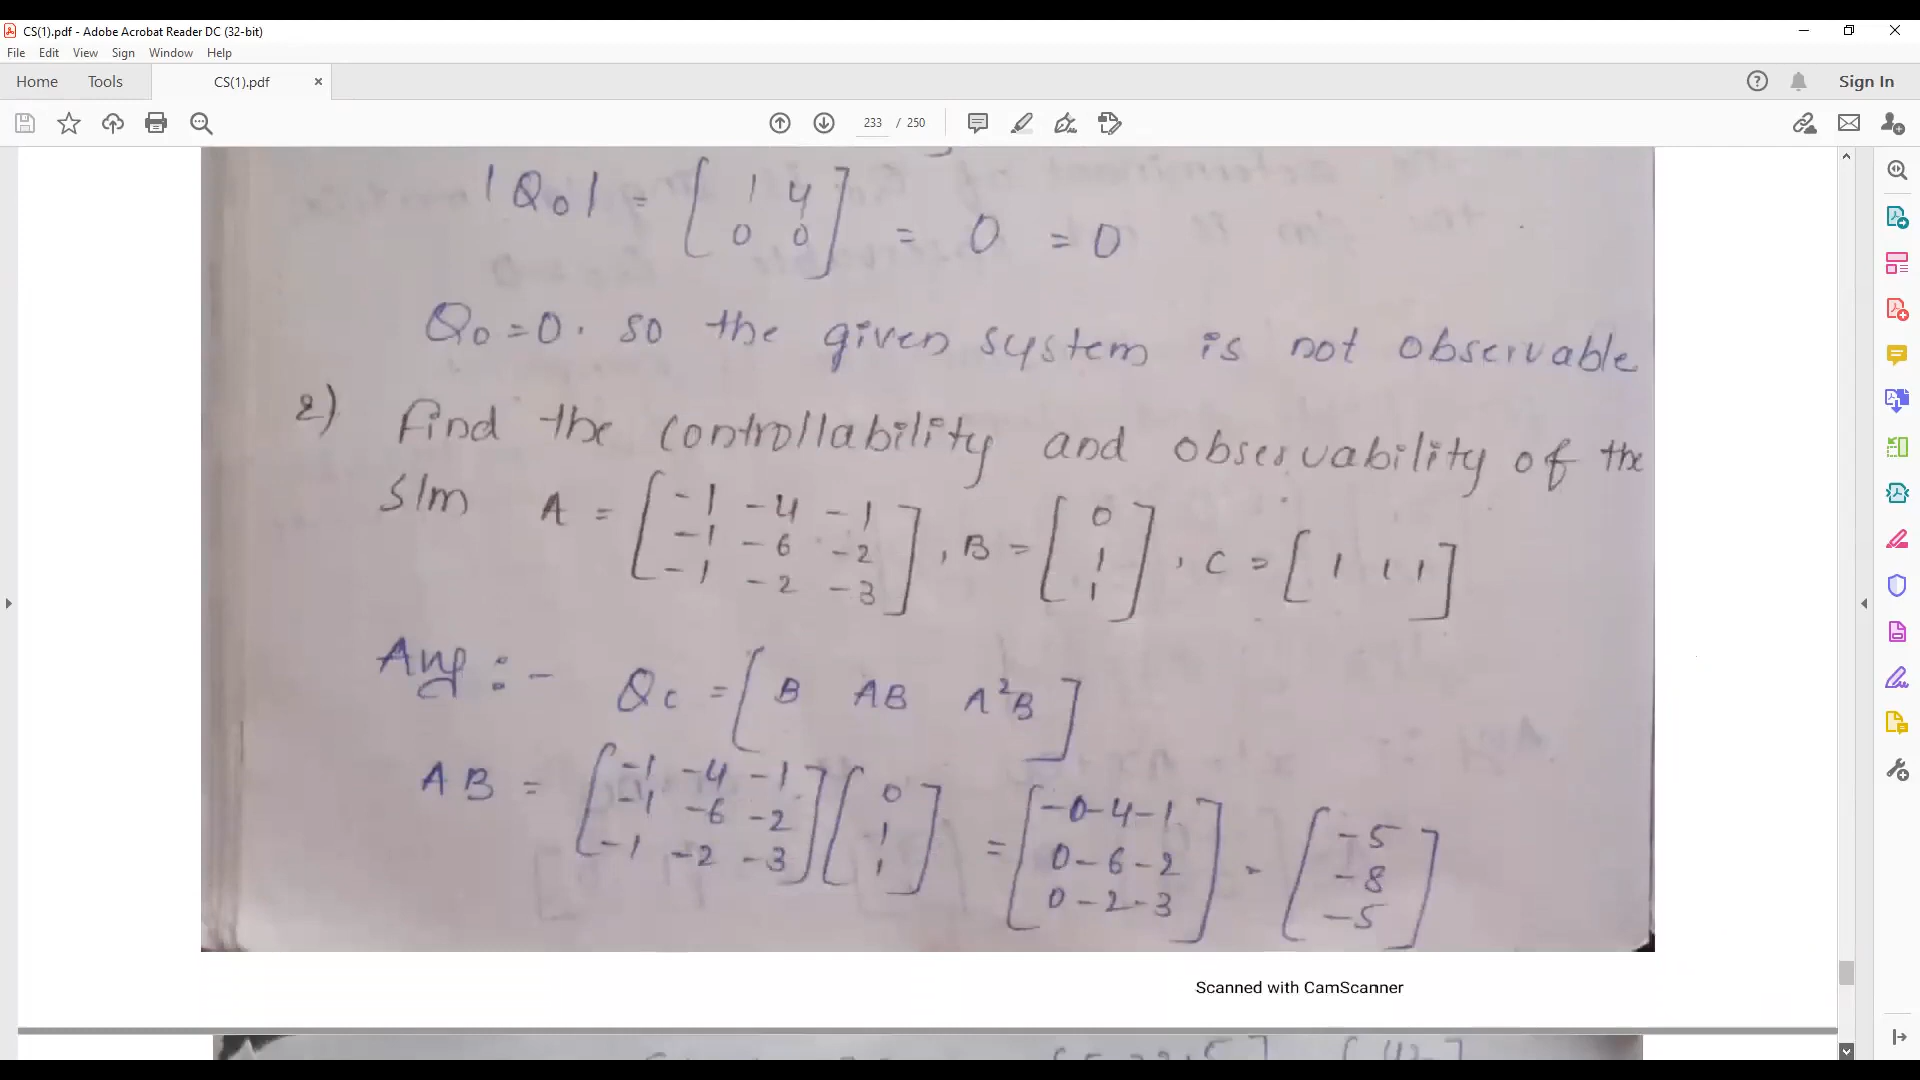 CS(1).pdf - Adobe Acrobat Reader DC (32-bit)
File Edit View Sign Window Help
Home Tools CS(1).pdf × Sign In
233 / 250
|Q0| = [ 1 4 = 0 = 0
0 0 ]
Q0 = 0. so the given system is not observable
2) Find the controllability and observability of the
s/m A = [ -1 -4 -1
-1 -6 -2
-1 -2 -3 ], B = [ 0
1
1 ], C = [ 1 1 1 ]
Ans :- Qc = [ B AB A²B ]
AB = [ -1 -4 -1
-1 -6 -2
-1 -2 -3 ] [ 0
1
1 ] = [ -0-4-1
0-6-2
0-2-3 ] = [ -5
-8
-5 ]
Scanned with CamScanner